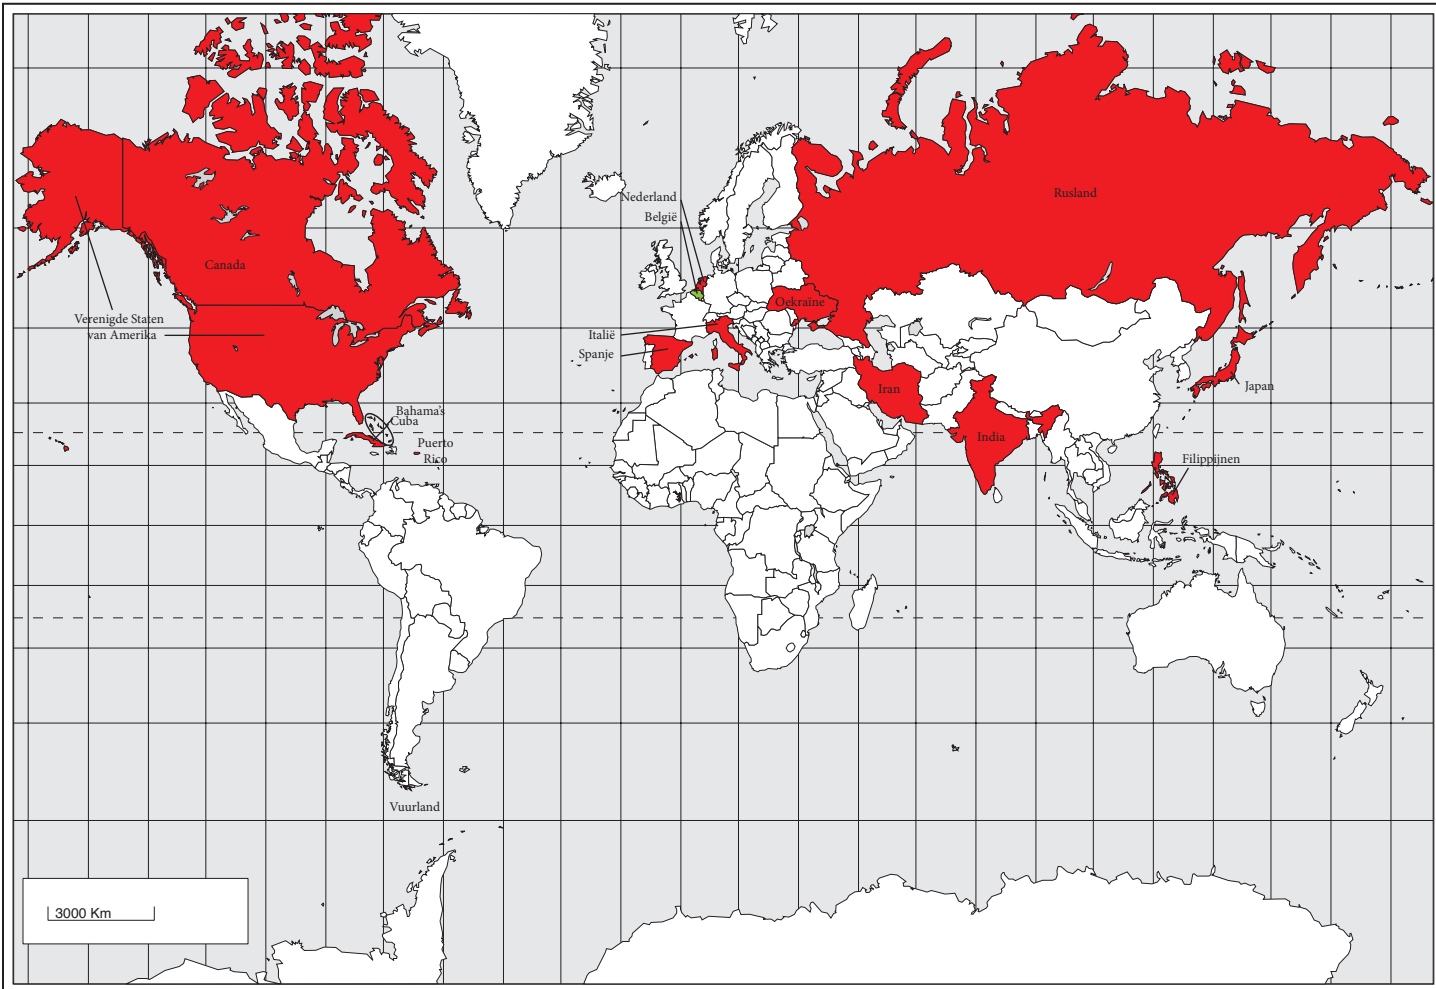 Rusland
Nederland
België
Canada
Oekraïne
Verenigde Staten
van Amerika
Italië
Spanje
Iran
Japan
Bahama's
Cuba
India
Puerto
Rico
Filippijnen
Vuurland
3000 Km